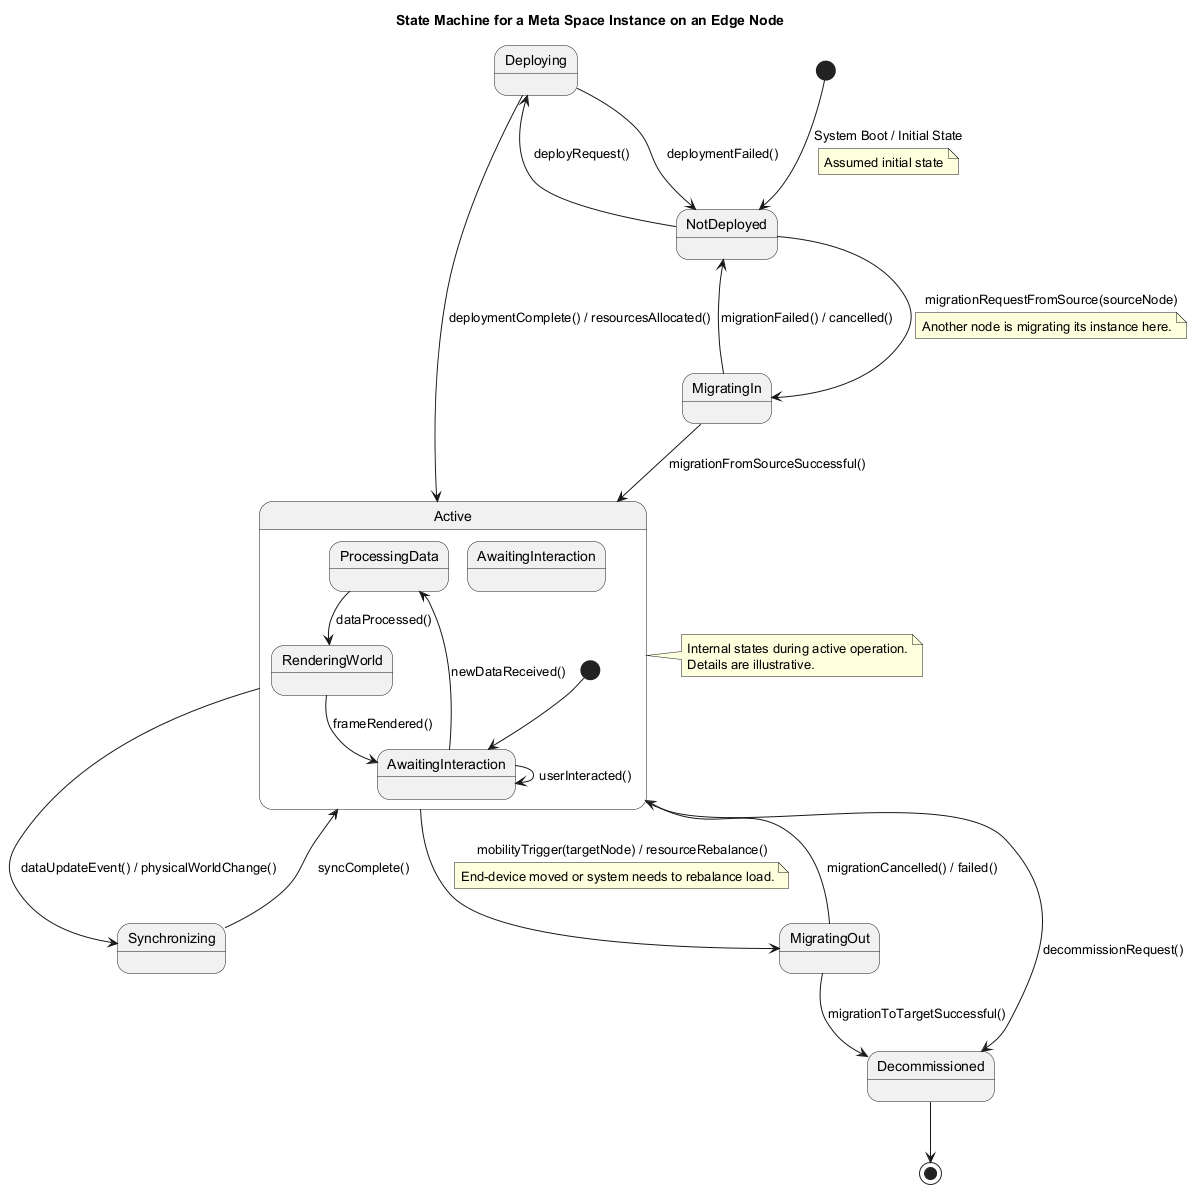 State Machine for a Meta Space Instance on an Edge Node
Deploying
System Boot / Initial State
Assumed initial state
deployRequest()
deploymentFailed()
NotDeployed
migrationRequestFromSource(sourceNode)
Another node is migrating its instance here.
deploymentComplete() / resourcesAllocated()
migrationFailed() / cancelled()
MigratingIn
migrationFromSourceSuccessful()
Active
ProcessingData
AwaitingInteraction
dataProcessed()
RenderingWorld
newDataReceived()
Internal states during active operation.
Details are illustrative.
frameRendered()
AwaitingInteraction
userInteracted()
dataUpdateEvent() / physicalWorldChange()
syncComplete()
mobilityTrigger(targetNode) / resourceRebalance()
End-device moved or system needs to rebalance load.
migrationCancelled() / failed()
Synchronizing
MigratingOut
decommissionRequest()
migrationToTargetSuccessful()
Decommissioned